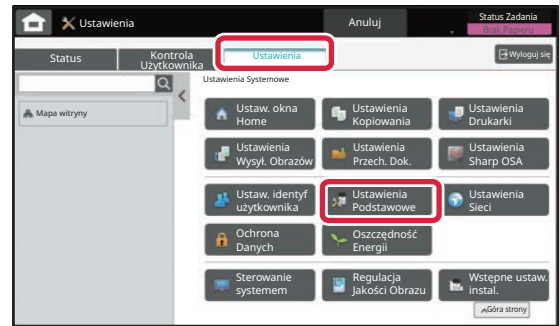 Ustawienia
Anuluj
Status Zadania
Brak Papieru
Status
Kontrola
Użytkownika
Ustawienia
Wyloguj się
Ustawienia Systemowe
Mapa witryny
Ustaw. okna
Home
Ustawienia
Kopiowania
Ustawienia
Drukarki
Ustawienia
Wysył. Obrazów
Ustawienia
Przech. Dok.
Ustawienia
Sharp OSA
Ustaw. identyf
użytkownika
Ustawienia
Podstawowe
Ustawienia
Sieci
Ochrona
Danych
Oszczędność
Energii
Sterowanie
systemem
Regulacja
Jakości Obrazu
Wstępne ustaw.
instal.
Góra strony